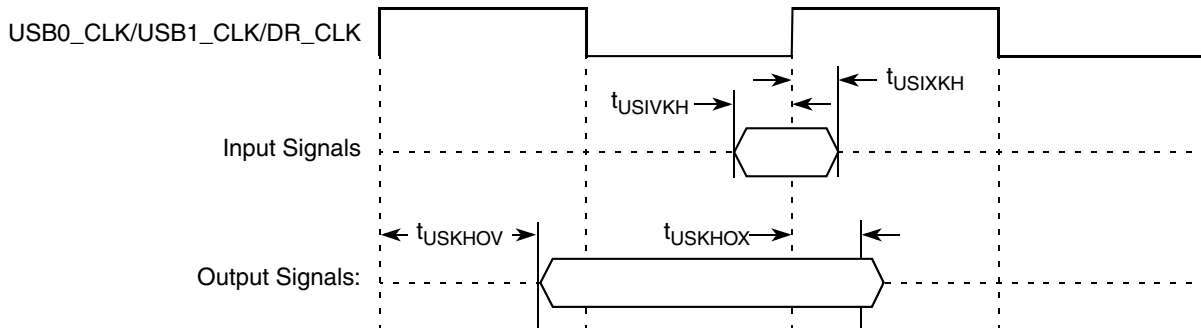 USB0_CLK/USB1_CLK/DR_CLK
tUSIXKH
tUSIVKH
Input Signals
tUSKHOV
tUSKHOX
Output Signals: